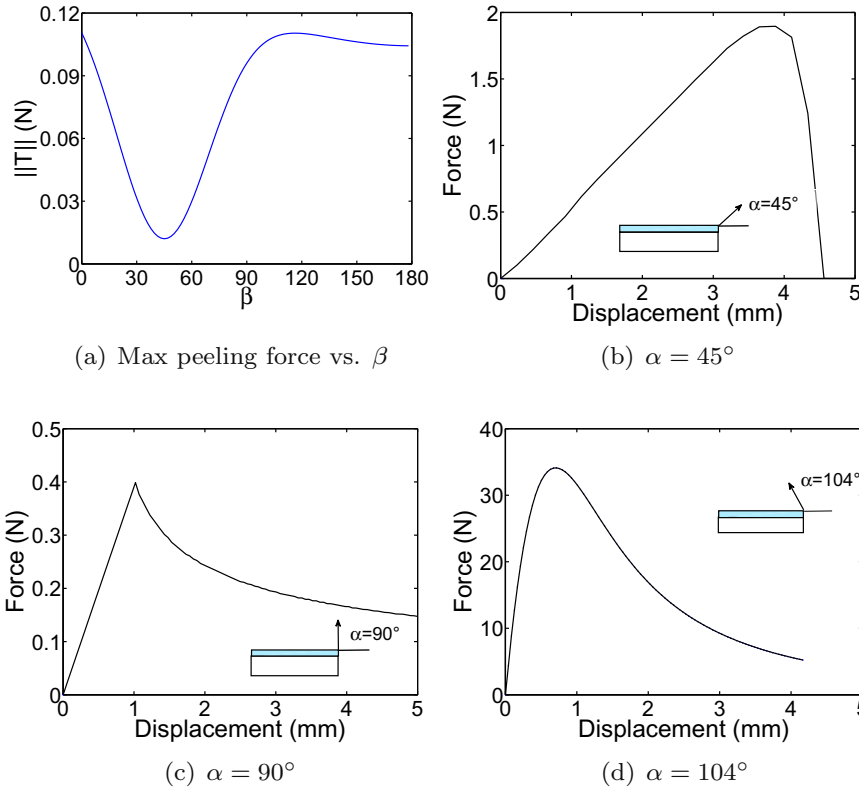 0.12
0.09
0.06
0.03
0
||T|| (N)
0 30 60 90 120 150 180
β
(a) Max peeling force vs. β
2
1.5
1
0.5
0
Force (N)
α=45°
0 1 2 3 4 5
Displacement (mm)
(b) α = 45°
0.5
0.4
0.3
0.2
0.1
0
Force (N)
α=90°
0 1 2 3 4 5
Displacement (mm)
(c) α = 90°
40
30
20
10
0
Force (N)
α=104°
0 1 2 3 4 5
Displacement (mm)
(d) α = 104°